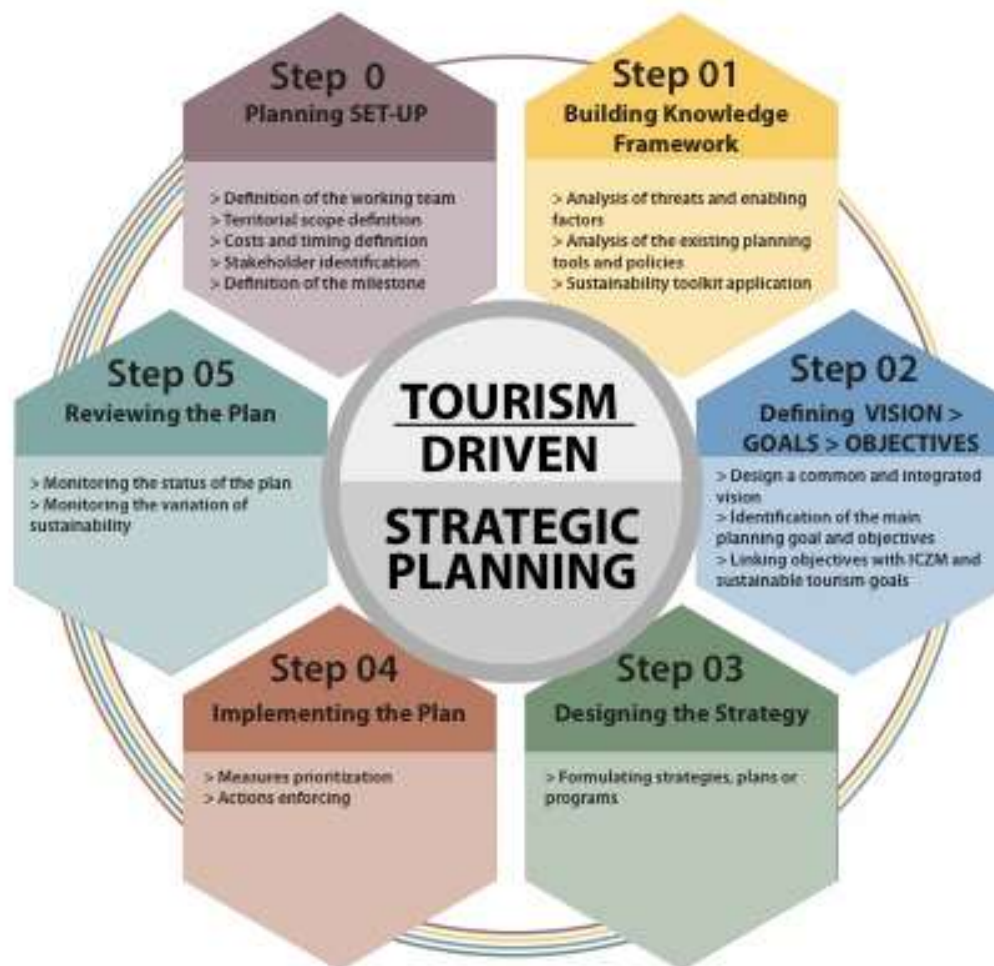 Step 0
Planning SET-UP
> Definition of the working team
> Territorial scope definition
> Costs and timing definition
> Stakeholder identification
> Definition of the milestone
Step 01
Building Knowledge
Framework
> Analysis of threats and enabling
factors
> Analysis of the existing planning
tools and policies
> Sustainability toolkit application
Step 02
Defining VISION >
GOALS > OBJECTIVES
> Design a common and integrated
vision
> Identification of the main
planning goal and objectives
> Linking objectives with ICZM and
sustainable tourism goals
Step 03
Designing the Strategy
> Formulating strategies, plans or
programs
Step 04
Implementing the Plan
> Measures prioritization
> Actions enforcing
Step 05
Reviewing the Plan
> Monitoring the status of the plan
> Monitoring the variation of
sustainability
TOURISM
DRIVEN
STRATEGIC
PLANNING